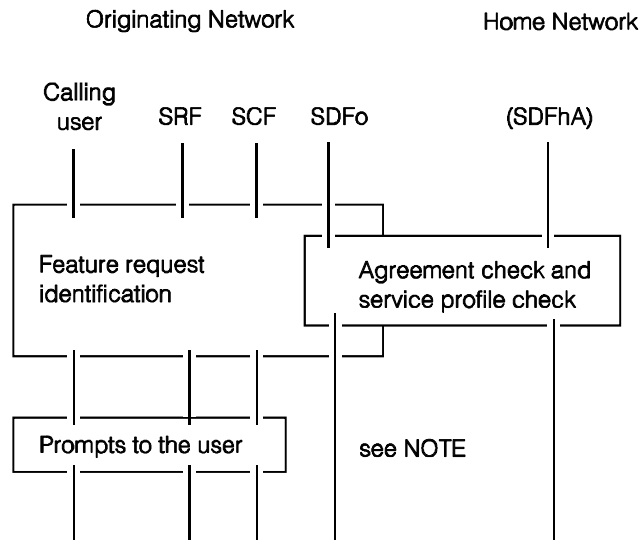 Originating Network
Home Network
Calling
user
SRF
SCF
SDFo
(SDFhA)
Feature request
identification
Agreement check and
service profile check
Prompts to the user
see NOTE